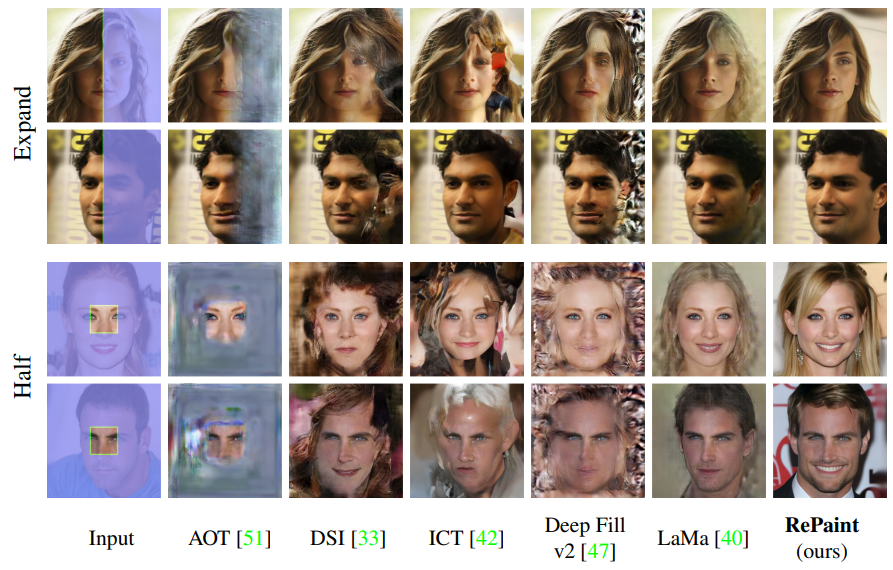 Expand
Half
Input
AOT [51]
DSI [33]
ICT [42]
Deep Fill
v2 [47]
LaMa [40]
RePaint
(ours)